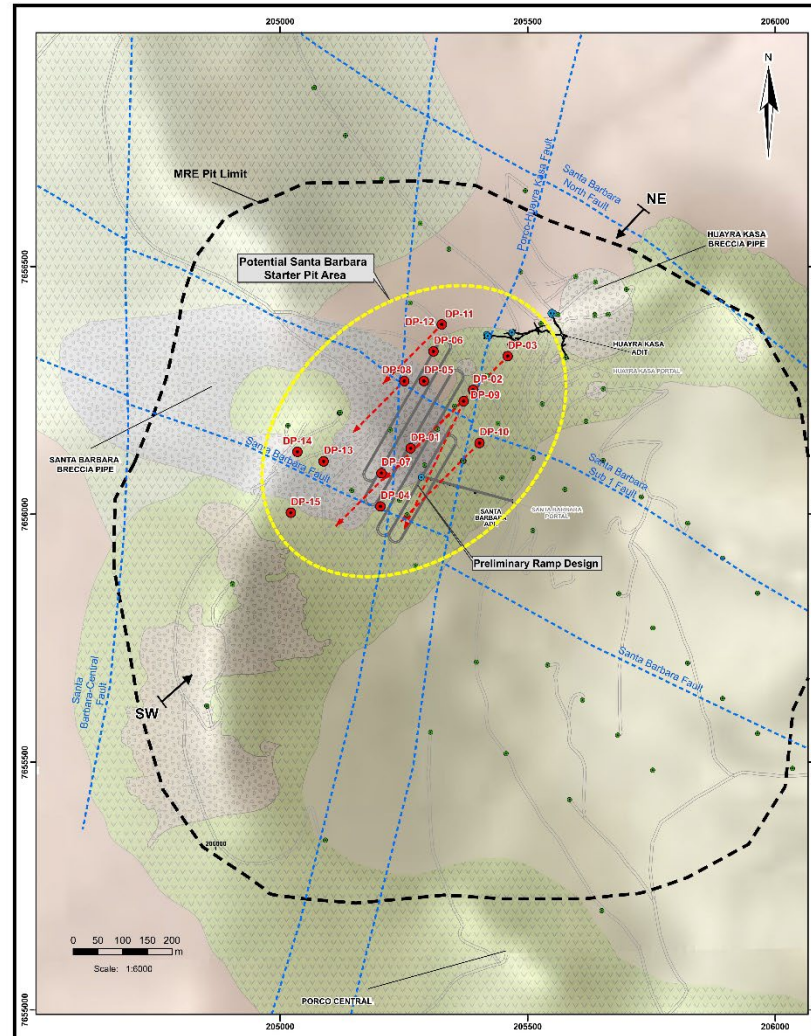 205000
205500
206000
N
MRE Pit Limit
Porco-Huayra Kasa Fault
Santa Barbara
North Fault
NE
HUAYRA KASA
BRECCIA PIPE
7655500
Potential Santa Barbara
Starter Pit Area
DP-12
DP-11
DP-06
DP-03
HUAYRA KASA
ADIT
HUAYRA KASA PORTAL
DP-08
DP-05
DP-02
DP-09
DP-10
DP-01
DP-14
DP-13
Santa Barbara Fault
DP-07
SANTA BARBARA
BRECCIA PIPE
Santa Barbara
Sub 1 Fault
DP-15
DP-04
7656000
SANTA
BARBARA
ADIT
SANTA BARBARA
PORTAL
Preliminary Ramp Design
Santa
Barbara-Central
Fault
Santa Barbara Fault
SW
7655500
200000
0 50 100 150 200
m
Scale: 1:6000
PORCO CENTRAL
7655000
205000
205500
206000